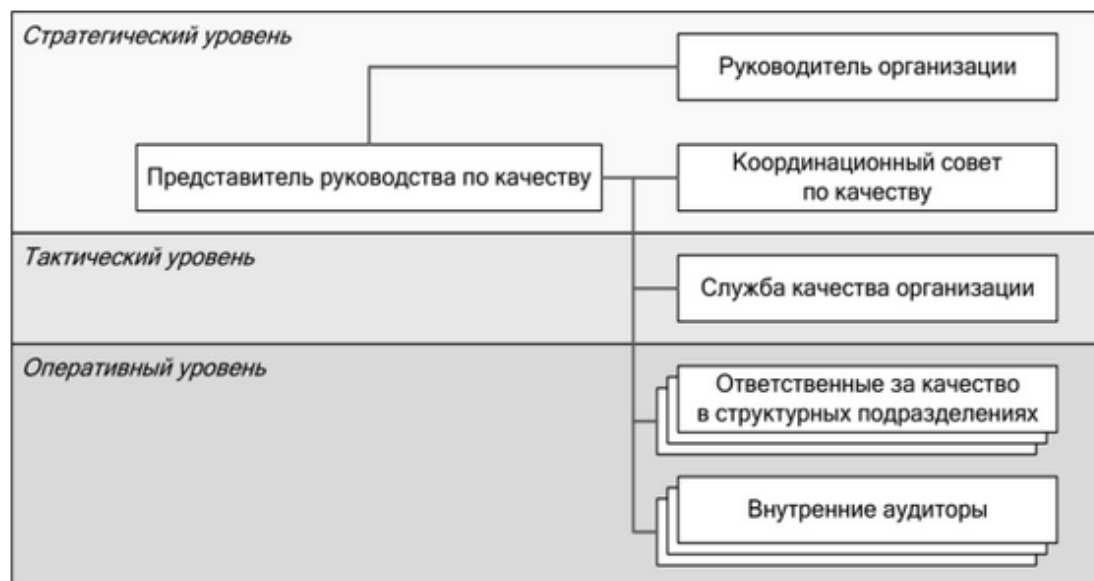 Стратегический уровень
Руководитель организации
Представитель руководства по качеству
Координационный совет
по качеству
Тактический уровень
Служба качества организации
Оперативный уровень
Ответственные за качество
в структурных подразделениях
Внутренние аудиторы